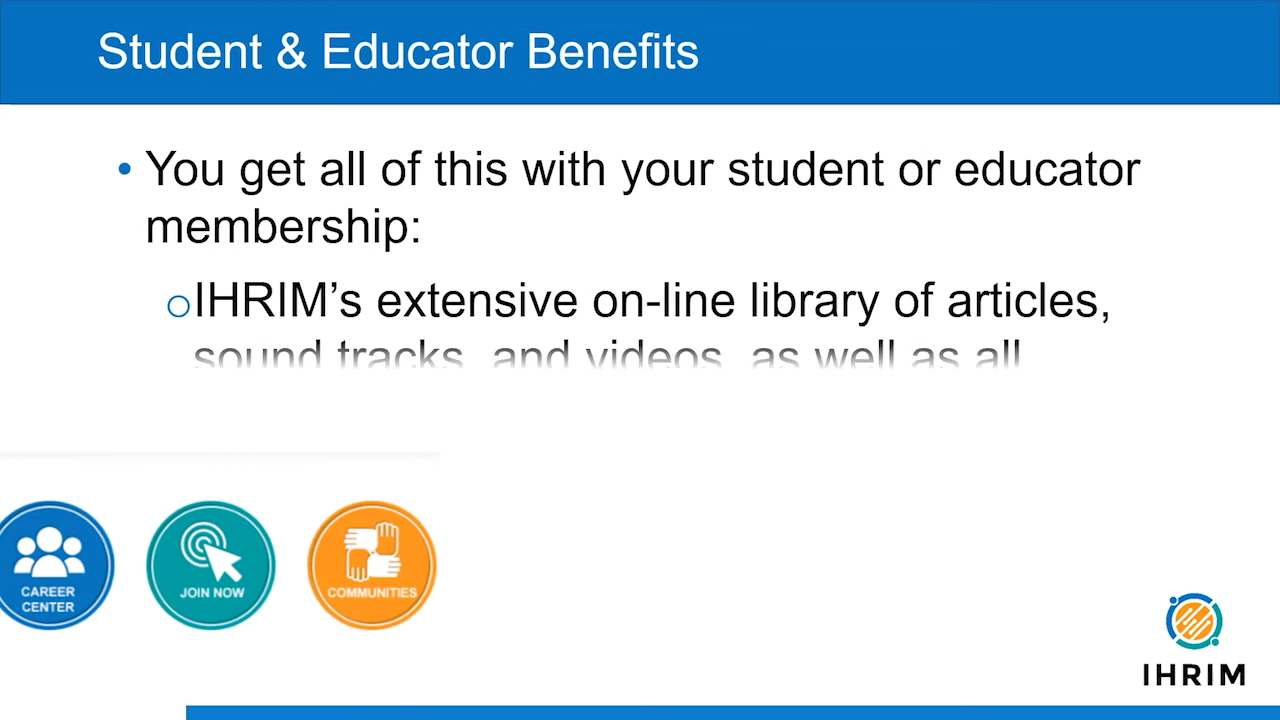 Student & Educator Benefits
• You get all of this with your student or educator
membership:
oIHRIM’s extensive on-line library of articles,
sound tracks, and videos, as well as all
CAREER
CENTER
JOIN NOW
COMMUNITIES
IHRIM